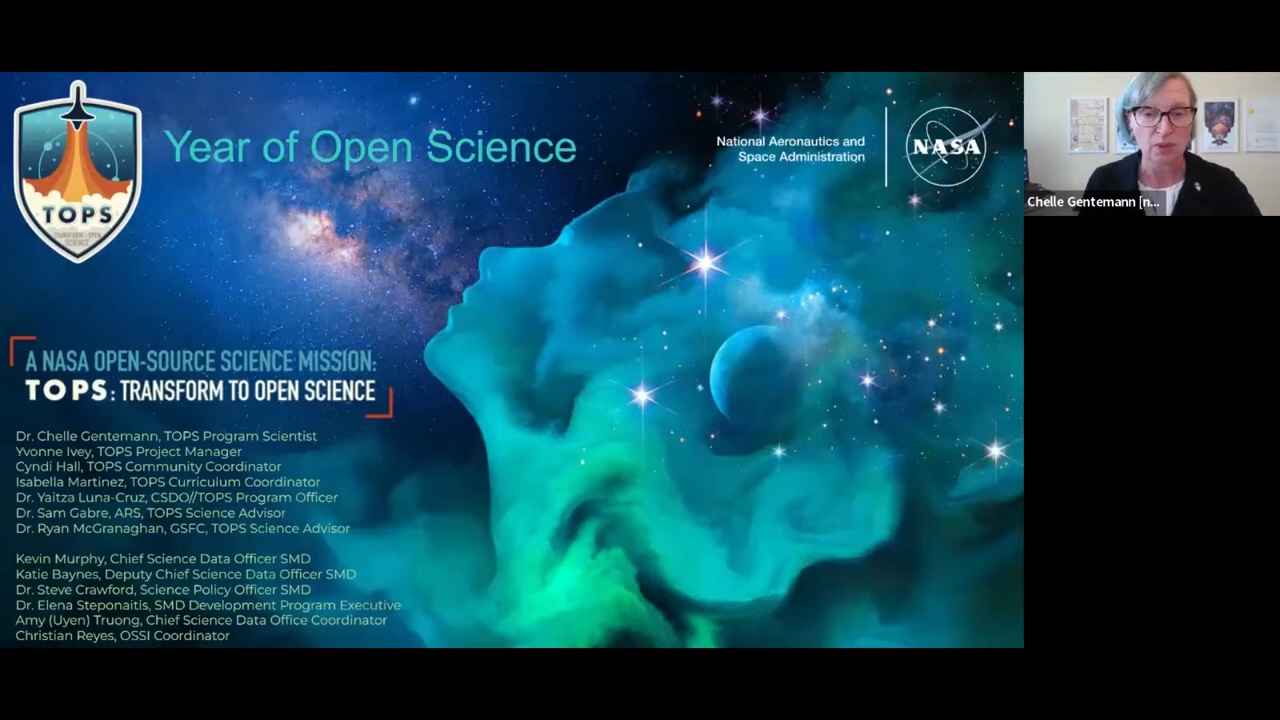 Year of Open Science
National Aeronautics and
Space Administration
NASA
TOPS
TRANSFORM TO OPEN
SCIENCE
Chelle Gentemann [n...
A NASA OPEN-SOURCE SCIENCE MISSION:
TOPS: TRANSFORM TO OPEN SCIENCE
Dr. Chelle Gentemann, TOPS Program Scientist
Yvonne Ivey, TOPS Project Manager
Cyndi Hall, TOPS Community Coordinator
Isabella Martinez, TOPS Curriculum Coordinator
Dr. Yaitza Luna-Cruz, CSDO//TOPS Program Officer
Dr. Sam Gabre, ARS, TOPS Science Advisor
Dr. Ryan McGranaghan, GSFC, TOPS Science Advisor
Kevin Murphy, Chief Science Data Officer SMD
Katie Baynes, Deputy Chief Science Data Officer SMD
Dr. Steve Crawford, Science Policy Officer SMD
Dr. Elena Steponaitis, SMD Development Program Executive
Amy (Uyen) Truong, Chief Science Data Office Coordinator
Christian Reyes, OSSI Coordinator